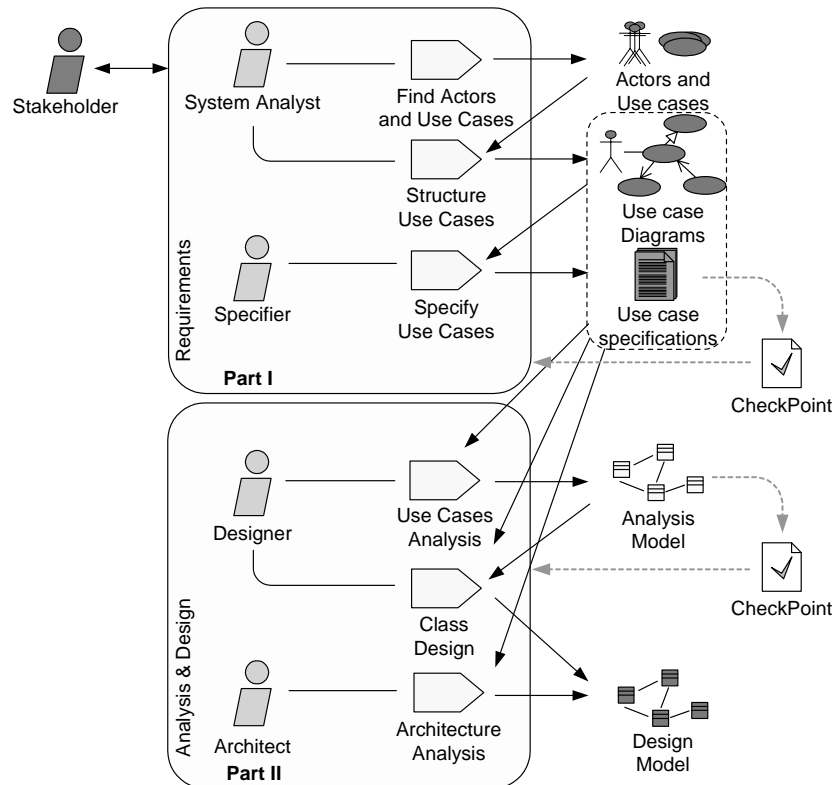 Stakeholder
System Analyst
Find Actors
and Use Cases
Actors and
Use cases
Structure
Use Cases
Use case
Diagrams
Requirements
Specifier
Specify
Use Cases
Use case
specifications
Part I
CheckPoint
Designer
Use Cases
Analysis
Analysis
Model
CheckPoint
Analysis & Design
Class
Design
Architect
Architecture
Analysis
Design
Model
Part II